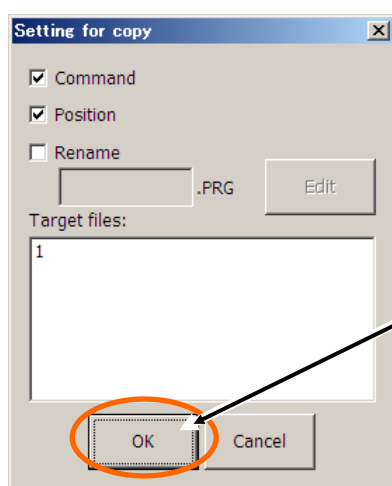 Setting for copy
Command
Position
Rename
.PRG Edit
Target files:
1
OK Cancel